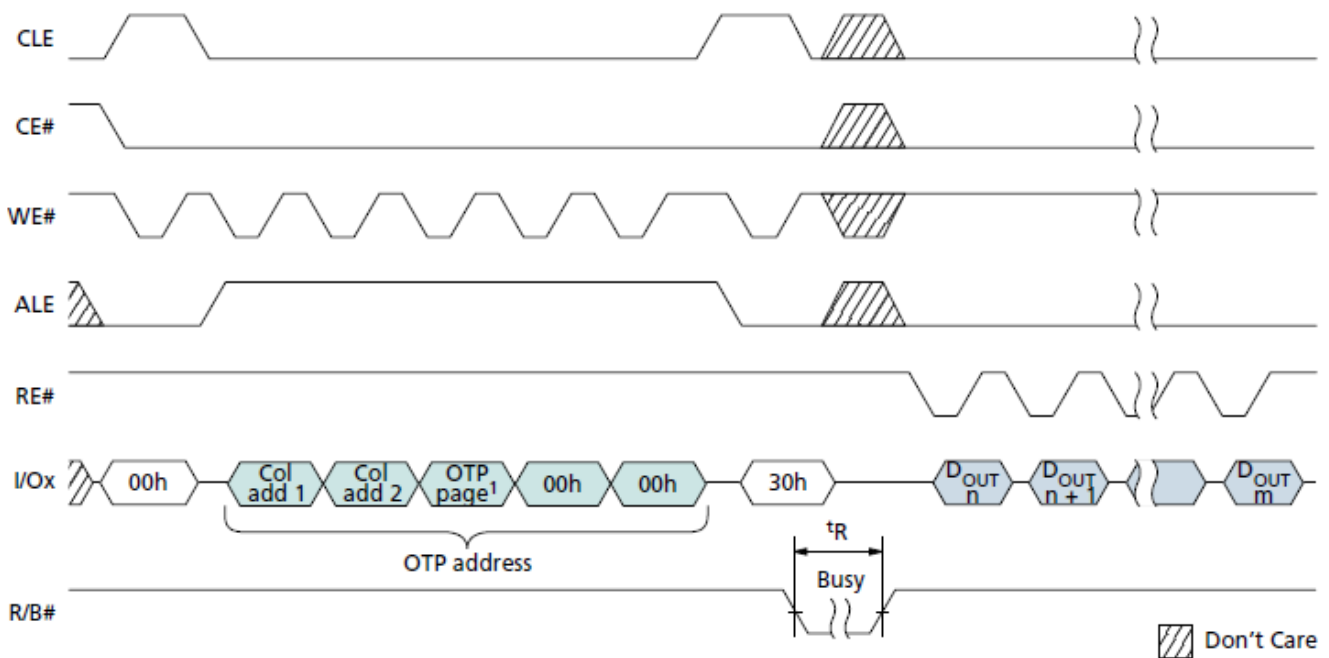 CLE
CE#
WE#
ALE
RE#
I/Ox 00h Col add 1 Col add 2 OTP page1 00h 00h 30h DOUT n DOUT n + 1 DOUT m
OTP address
tR
Busy
R/B#
Don't Care